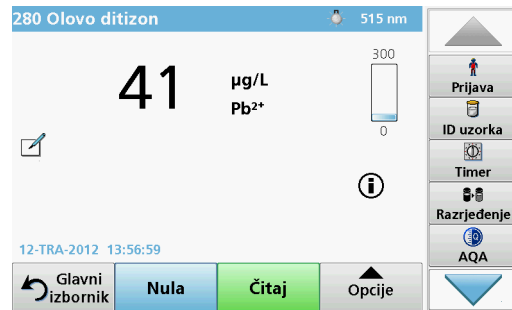 280 Olovo ditizon
515 nm
300
41
µg/L
Pb²⁺
0
12-TRA-2012 13:56:59
Glavni
izbornik
Nula
Čitaj
Opcije
Prijava
ID uzorka
Timer
Razrjeđenje
AQA